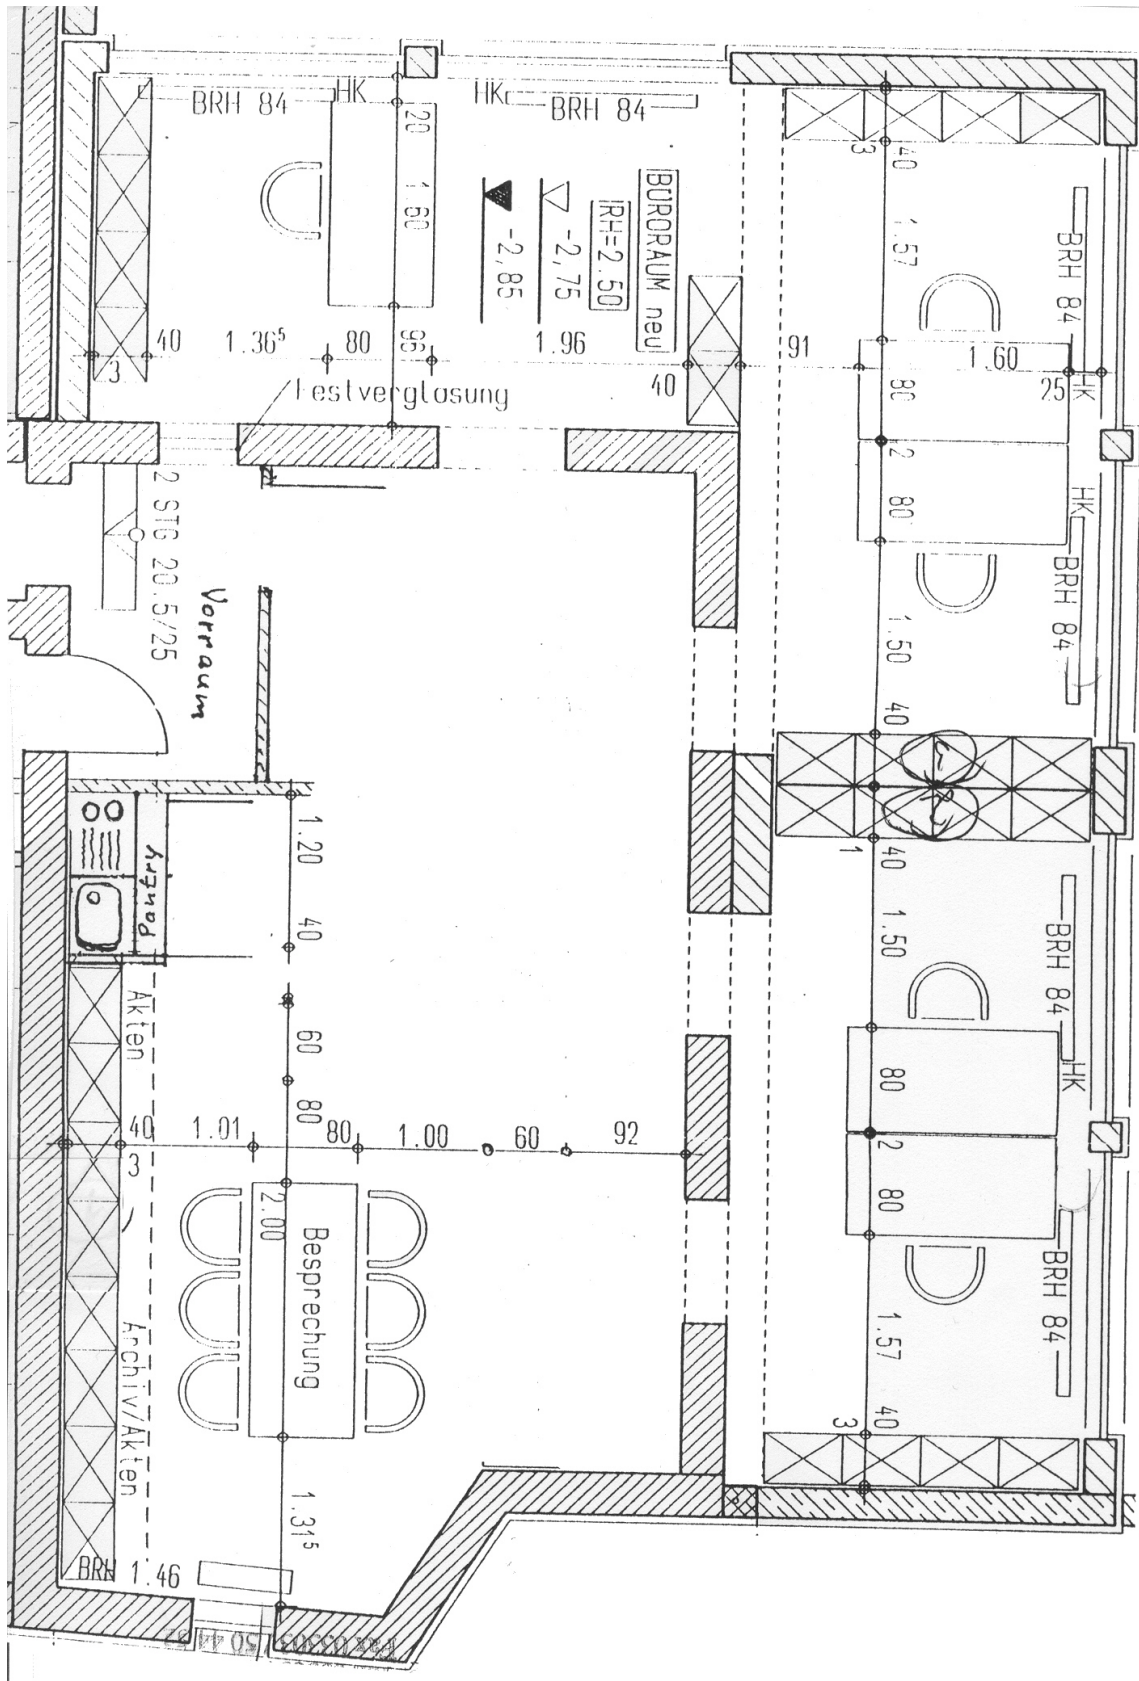 BRH 84
HK
HK
BRH 84
20
1.60
96
BÜRORAUM neu
RH=2.50
-2,75
-2,85
3
40
1.36⁵
80
1.96
40
91
1.60
25
Festverglasung
3
40
1.57
80
2
80
1.50
40
BRH 84
HK
HK
BRH 84
2 STG 20.5/25
Vorraum
Pantry
1.20
40
60
80
2.00
1.31⁵
Akten
Archiv/Akten
40
3
1.01
80
1.00
60
92
Besprechung
BRH 1.46
1
40
1.50
80
2
80
1.57
40
3
BRH 84
HK
BRH 84